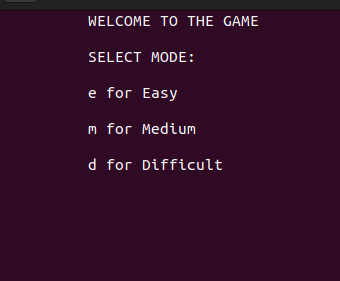 WELCOME TO THE GAME
SELECT MODE:
e for Easy
m for Medium
d for Difficult